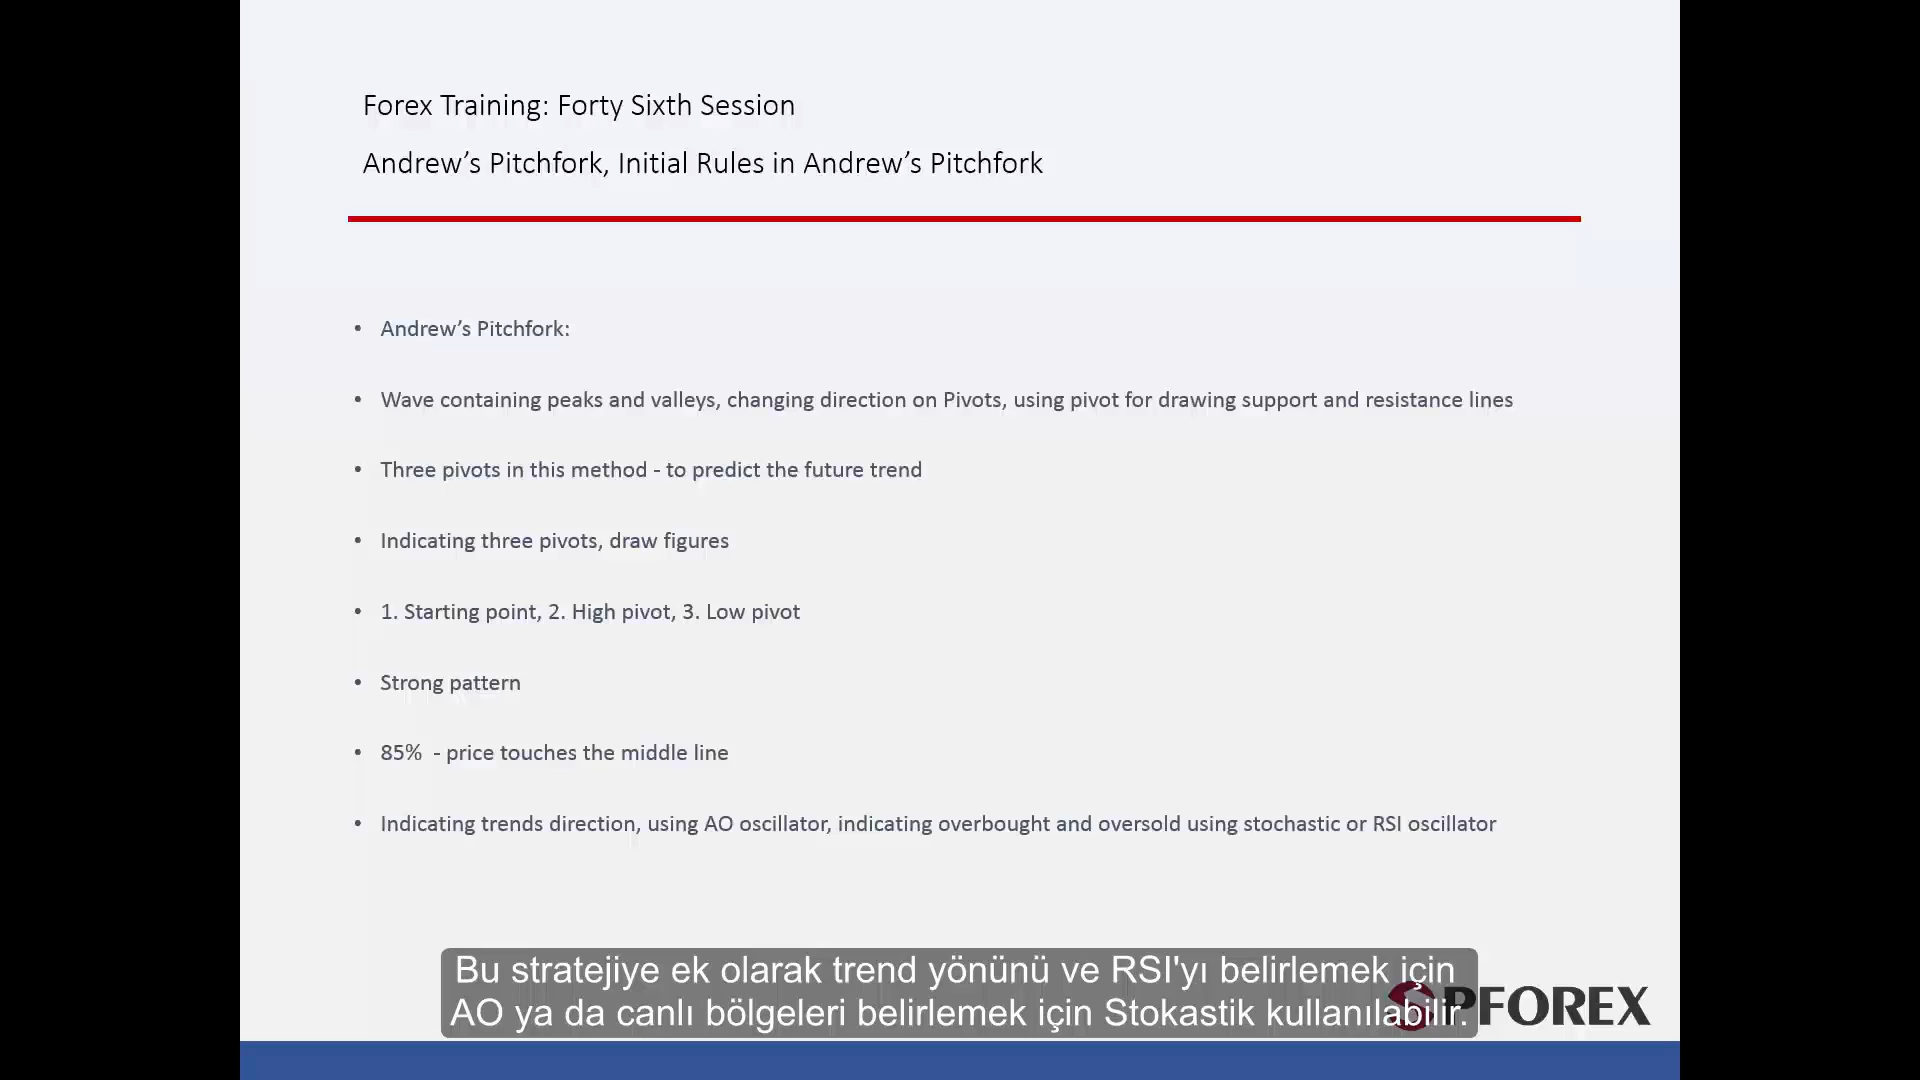 Forex Training: Forty Sixth Session
Andrew’s Pitchfork, Initial Rules in Andrew’s Pitchfork
• Andrew’s Pitchfork:
• Wave containing peaks and valleys, changing direction on Pivots, using pivot for drawing support and resistance lines
• Three pivots in this method - to predict the future trend
• Indicating three pivots, draw figures
• 1. Starting point, 2. High pivot, 3. Low pivot
• Strong pattern
• 85%  - price touches the middle line
• Indicating trends direction, using AO oscillator, indicating overbought and oversold using stochastic or RSI oscillator
Bu stratejiye ek olarak trend yönünü ve RSI'yı belirlemek için
AO ya da canlı bölgeleri belirlemek için Stokastik kullanılabilir.
PFOREX